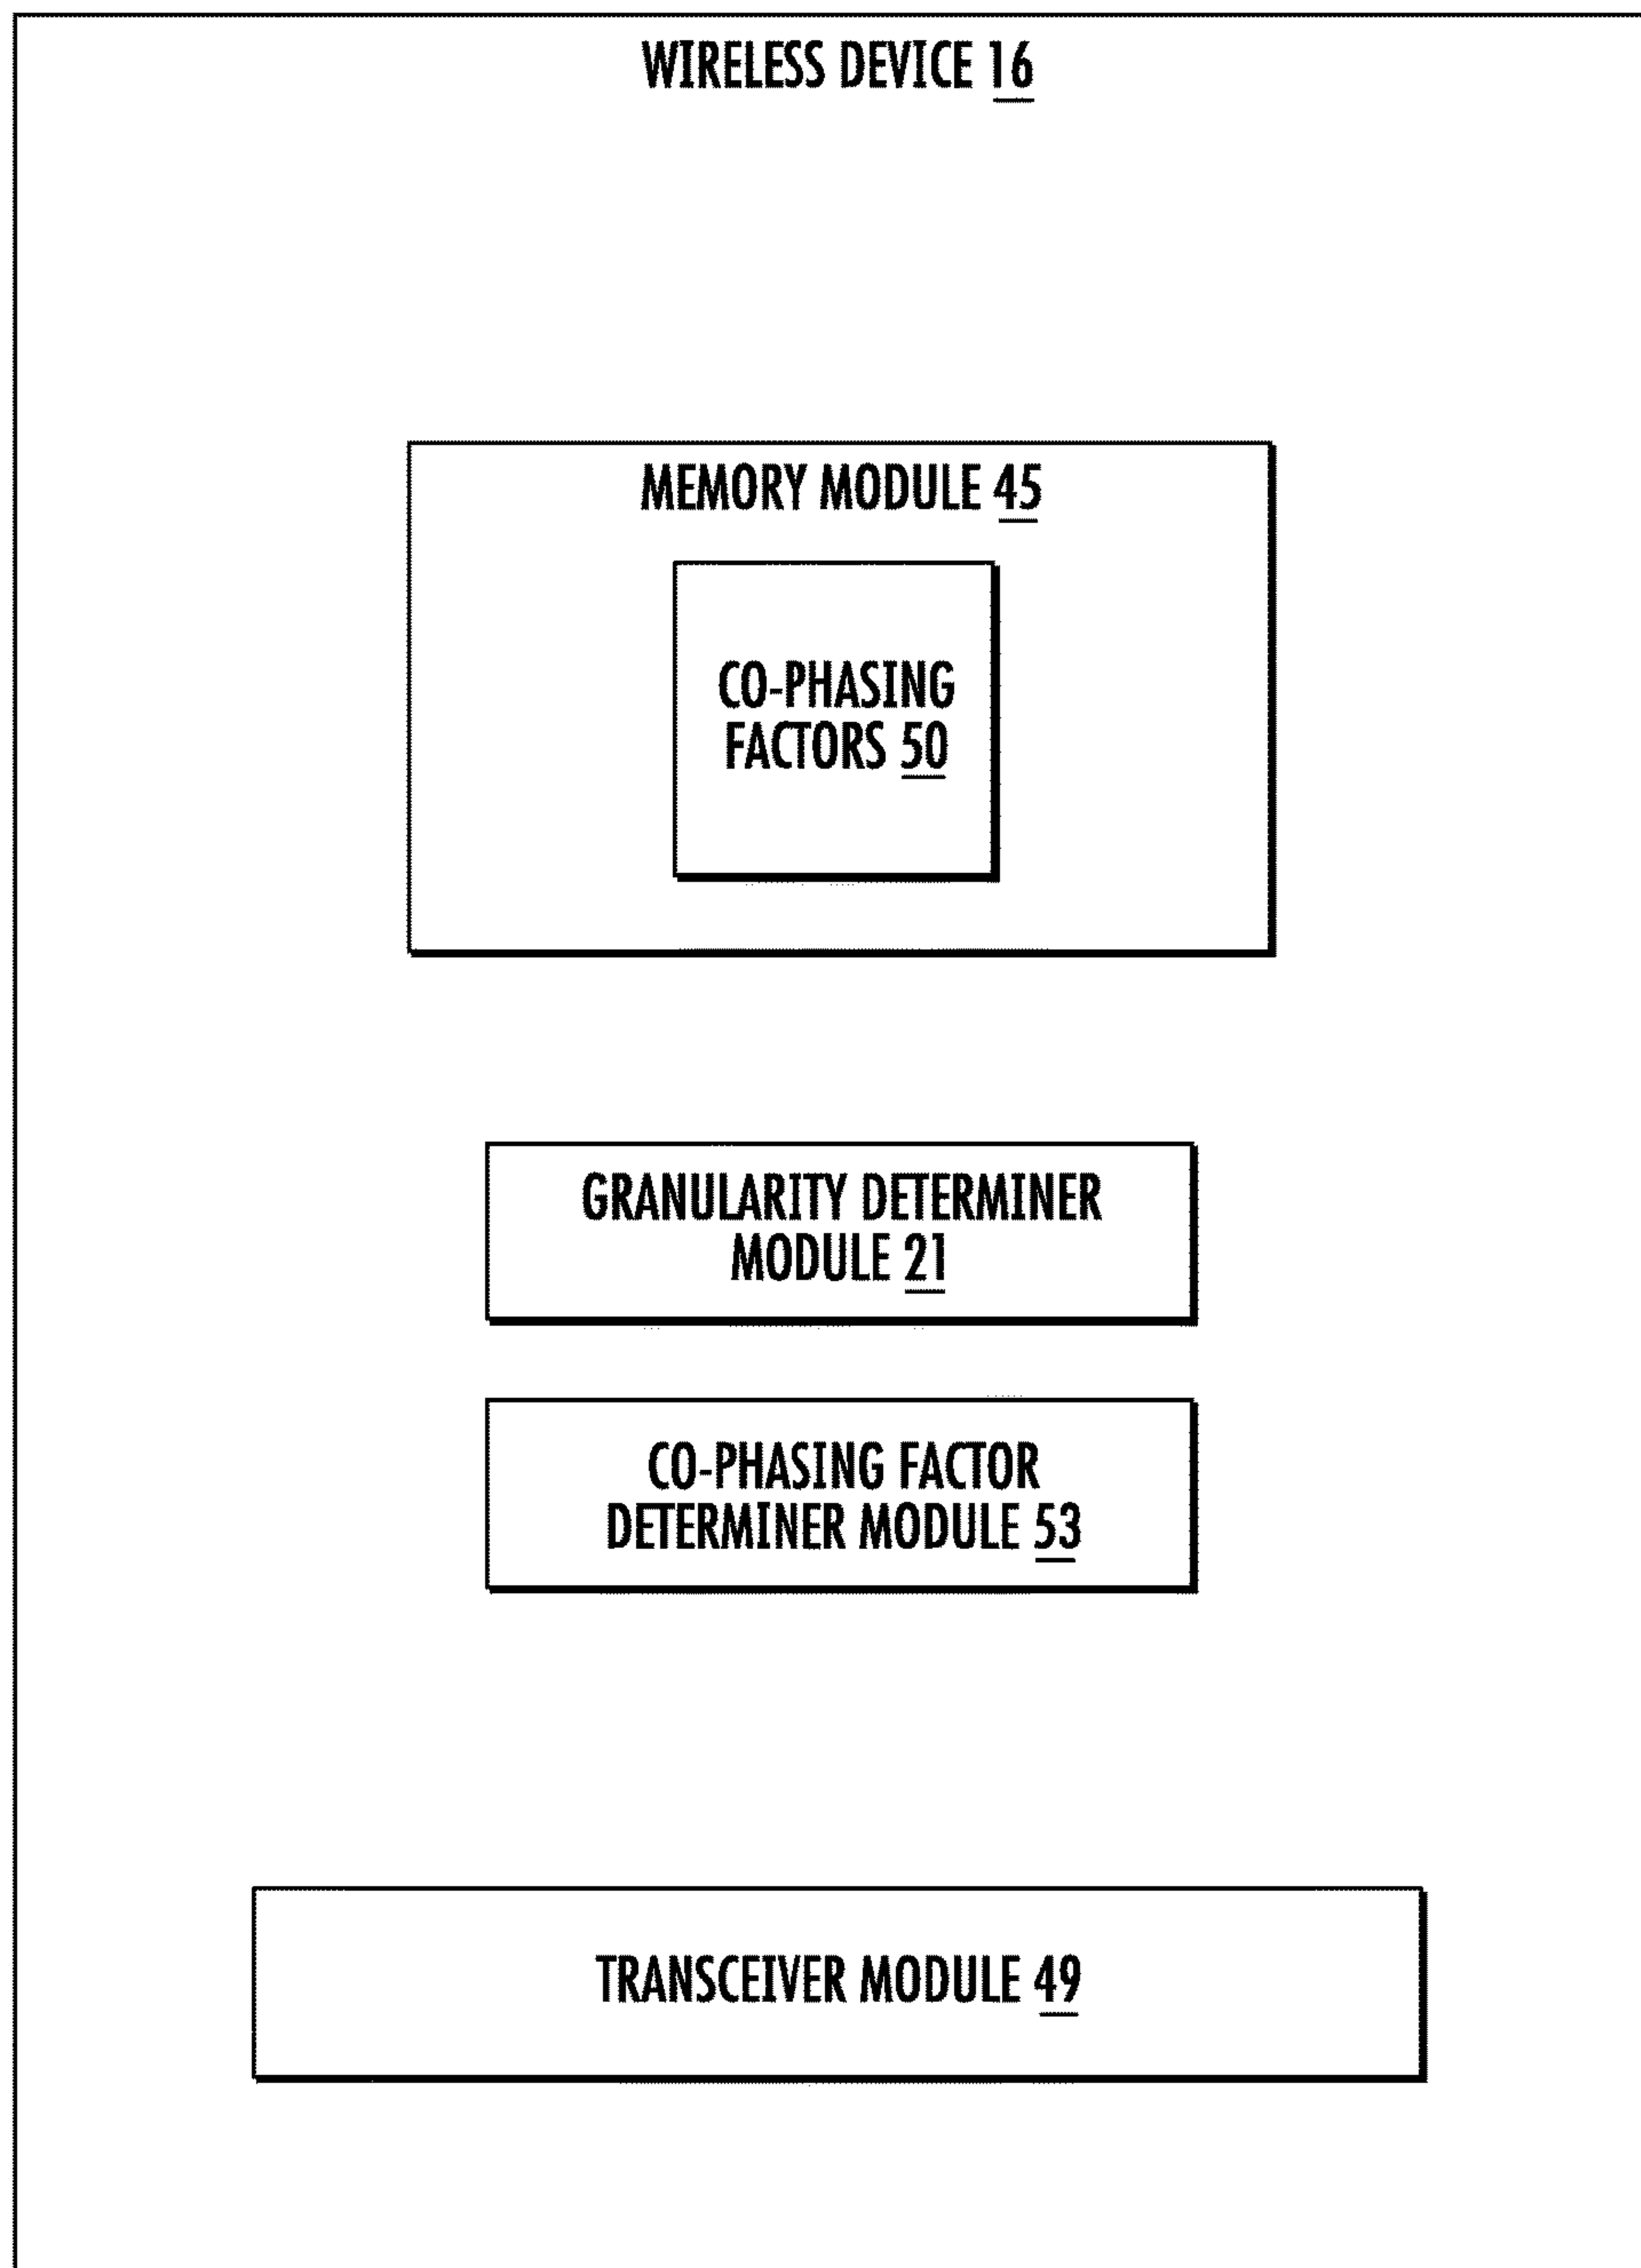 WIRELESS DEVICE 16
MEMORY MODULE 45
CO-PHASING
FACTORS 50
GRANULARITY DETERMINER
MODULE 21
CO-PHASING FACTOR
DETERMINER MODULE 53
TRANSCEIVER MODULE 49